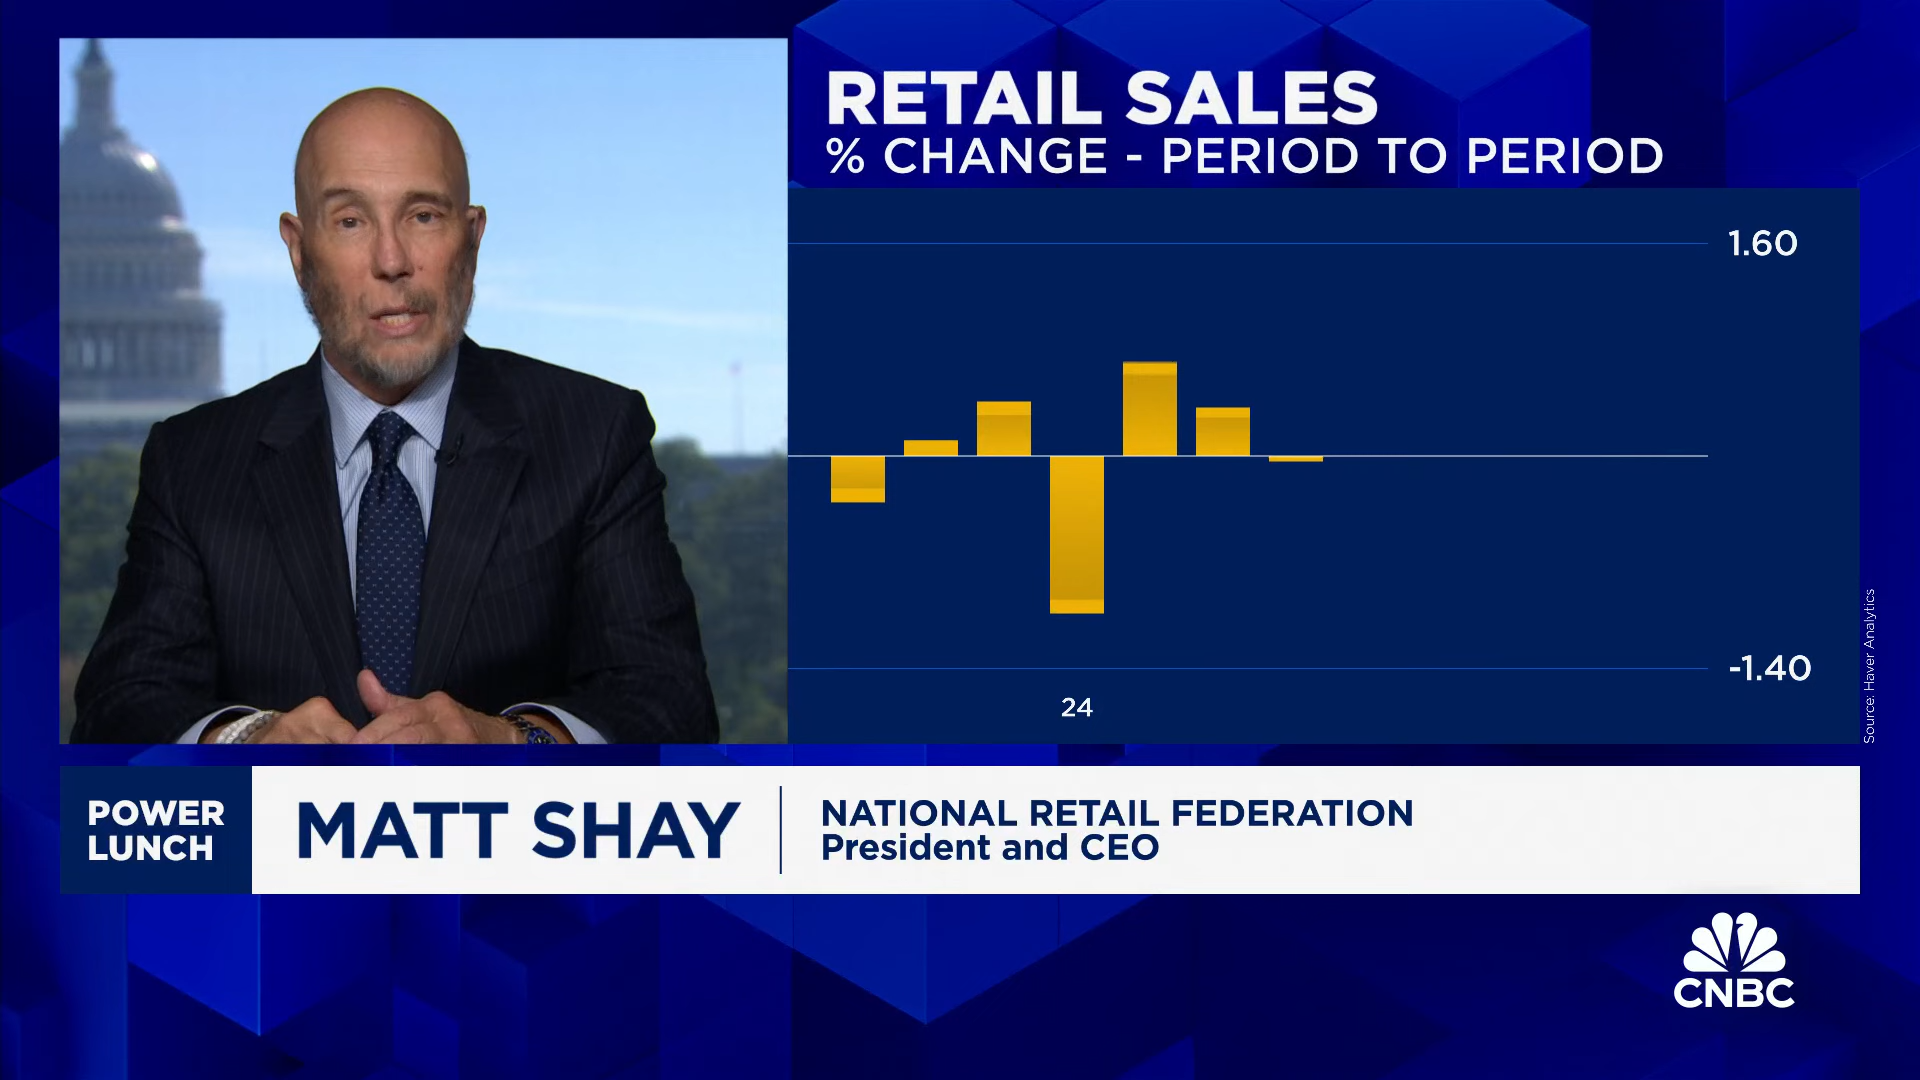 RETAIL SALES
% CHANGE - PERIOD TO PERIOD
1.60
-1.40
24
Source: Haver Analytics
POWER
LUNCH
MATT SHAY
NATIONAL RETAIL FEDERATION
President and CEO
CNBC